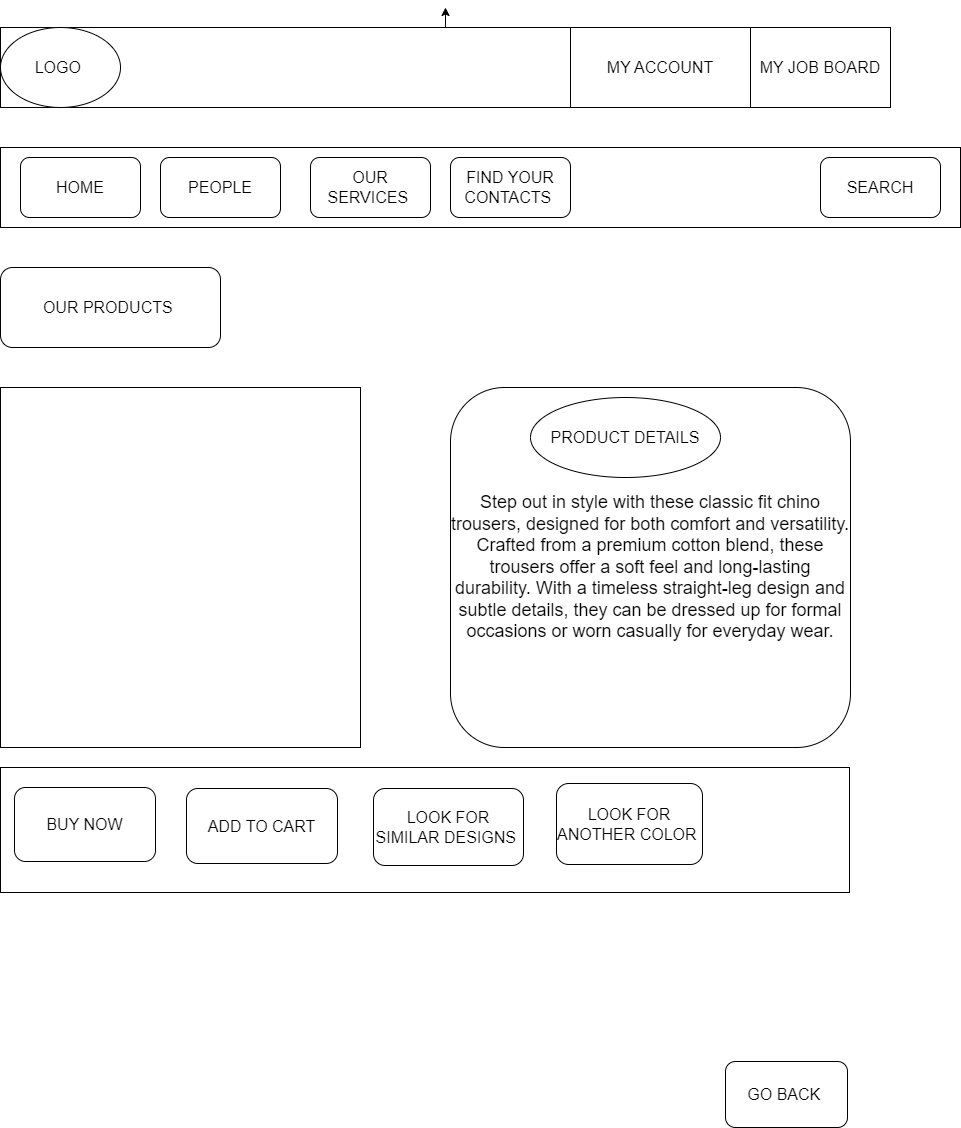 LOGO
MY ACCOUNT
MY JOB BOARD
HOME
PEOPLE
OUR
SERVICES
FIND YOUR
CONTACTS
SEARCH
OUR PRODUCTS
PRODUCT DETAILS
Step out in style with these classic fit chino
trousers, designed for both comfort and versatility.
Crafted from a premium cotton blend, these
trousers offer a soft feel and long-lasting
durability. With a timeless straight-leg design and
subtle details, they can be dressed up for formal
occasions or worn casually for everyday wear.
BUY NOW
ADD TO CART
LOOK FOR
SIMILAR DESIGNS
LOOK FOR
ANOTHER COLOR
GO BACK